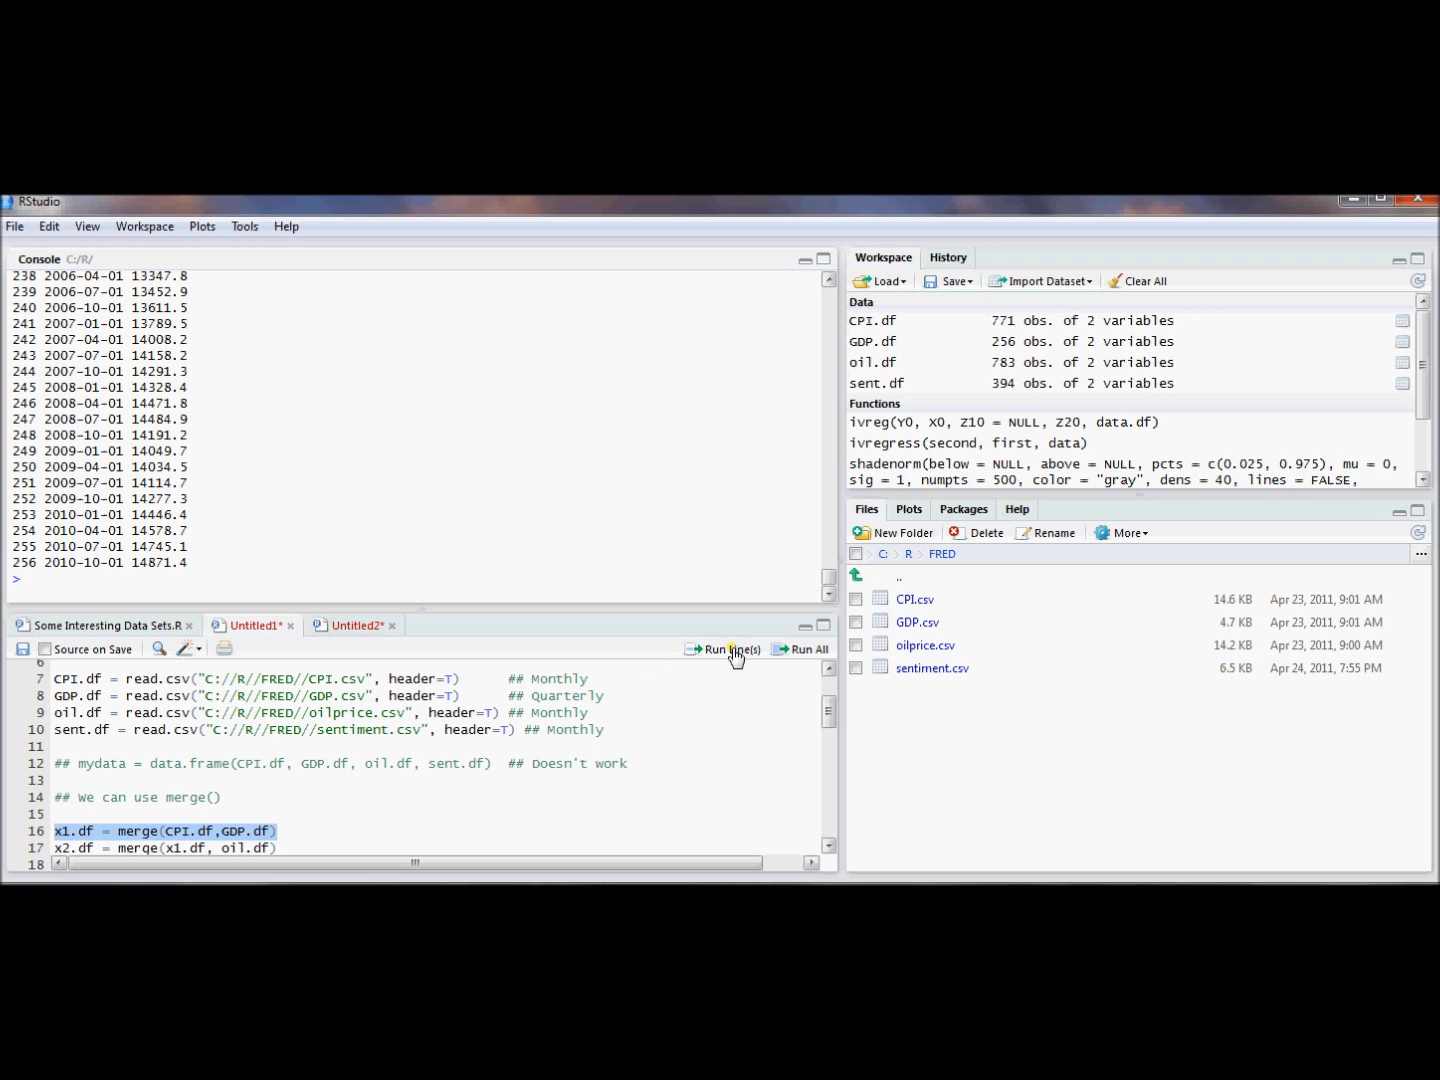 RStudio
File Edit View Workspace Plots Tools Help
Console C:/R/
238 2006-04-01 13347.8
239 2006-07-01 13452.9
240 2006-10-01 13611.5
241 2007-01-01 13789.5
242 2007-04-01 14008.2
243 2007-07-01 14158.2
244 2007-10-01 14291.3
245 2008-01-01 14328.4
246 2008-04-01 14471.8
247 2008-07-01 14484.9
248 2008-10-01 14191.2
249 2009-01-01 14049.7
250 2009-04-01 14034.5
251 2009-07-01 14114.7
252 2009-10-01 14277.3
253 2010-01-01 14446.4
254 2010-04-01 14578.7
255 2010-07-01 14745.1
256 2010-10-01 14871.4
>
Some Interesting Data Sets.R Untitled1* Untitled2*
Source on Save Run Line(s) Run All
6
7 CPI.df = read.csv("C://R//FRED//CPI.csv", header=T) ## Monthly
8 GDP.df = read.csv("C://R//FRED//GDP.csv", header=T) ## Quarterly
9 oil.df = read.csv("C://R//FRED//oilprice.csv", header=T) ## Monthly
10 sent.df = read.csv("C://R//FRED//sentiment.csv", header=T) ## Monthly
11
12 ## mydata = data.frame(CPI.df, GDP.df, oil.df, sent.df) ## Doesn't work
13
14 ## We can use merge()
15
16 x1.df = merge(CPI.df,GDP.df)
17 x2.df = merge(x1.df, oil.df)
18
Workspace History
Load Save Import Dataset Clear All
Data
CPI.df 771 obs. of 2 variables
GDP.df 256 obs. of 2 variables
oil.df 783 obs. of 2 variables
sent.df 394 obs. of 2 variables
Functions
ivreg(Y0, X0, Z10 = NULL, Z20, data.df)
ivregress(second, first, data)
shadenorm(below = NULL, above = NULL, pcts = c(0.025, 0.975), mu = 0,
sig = 1, numpts = 500, color = "gray", dens = 40, lines = FALSE,
Files Plots Packages Help
New Folder Delete Rename More
C: R FRED ...
..
CPI.csv 14.6 KB Apr 23, 2011, 9:01 AM
GDP.csv 4.7 KB Apr 23, 2011, 9:01 AM
oilprice.csv 14.2 KB Apr 23, 2011, 9:00 AM
sentiment.csv 6.5 KB Apr 24, 2011, 7:55 PM